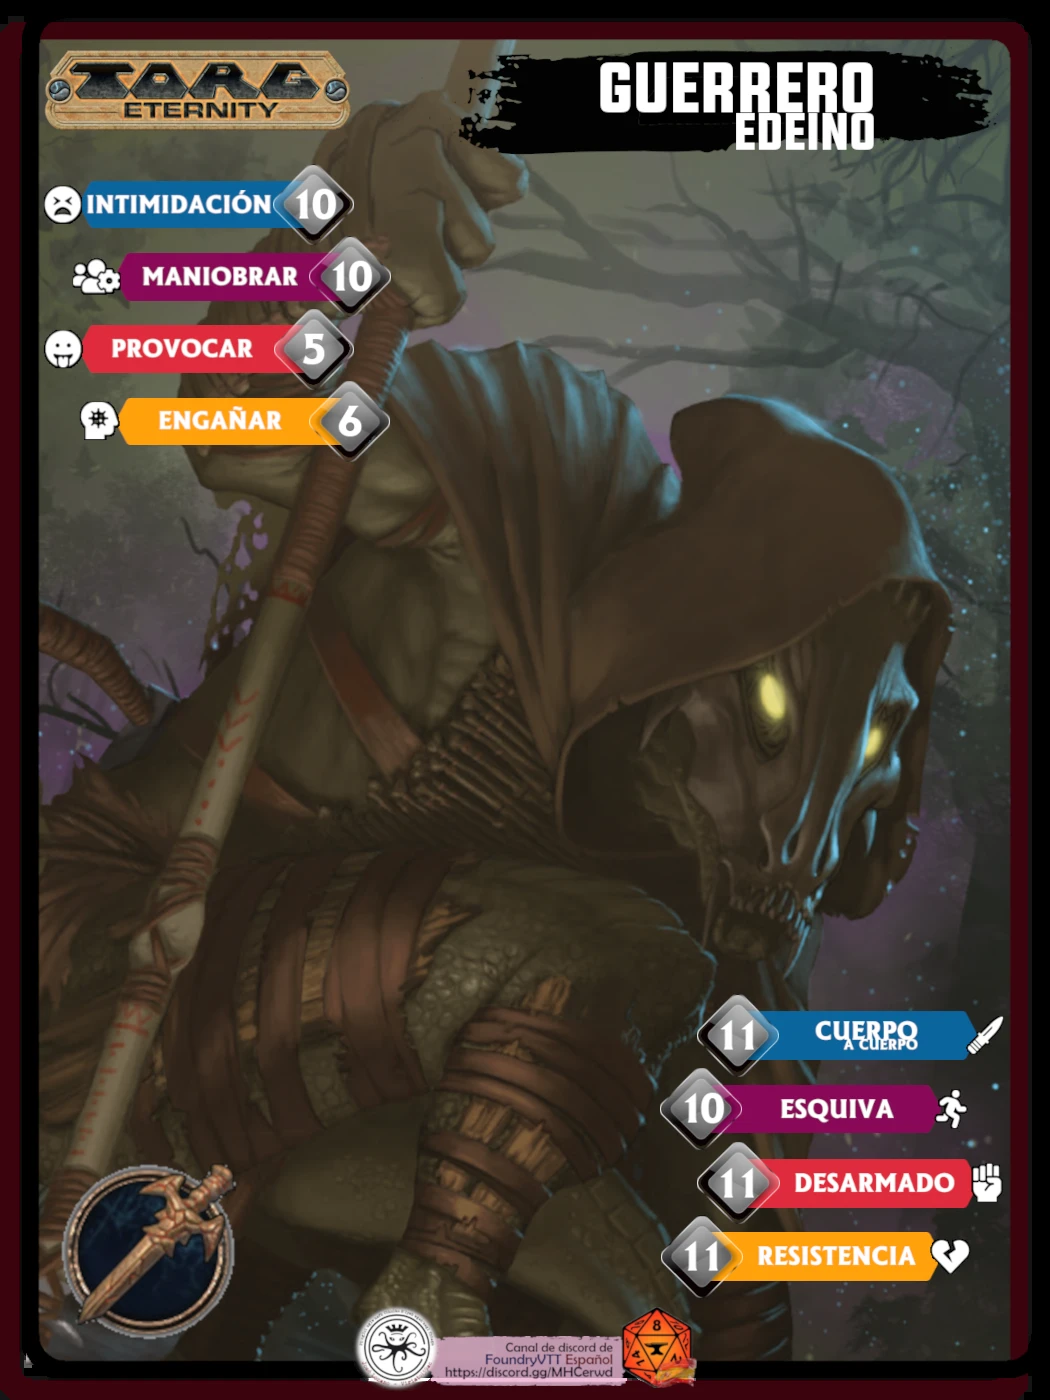 TORG
ETERNITY
GUERRERO
EDEINO
INTIMIDACIÓN 10
MANIOBRAR 10
PROVOCAR 5
ENGAÑAR 6
11 CUERPO
A CUERPO
10 ESQUIVA
11 DESARMADO
11 RESISTENCIA
Canal de discord de
FoundryVTT Español
https://discord.gg/MHCerwd
8